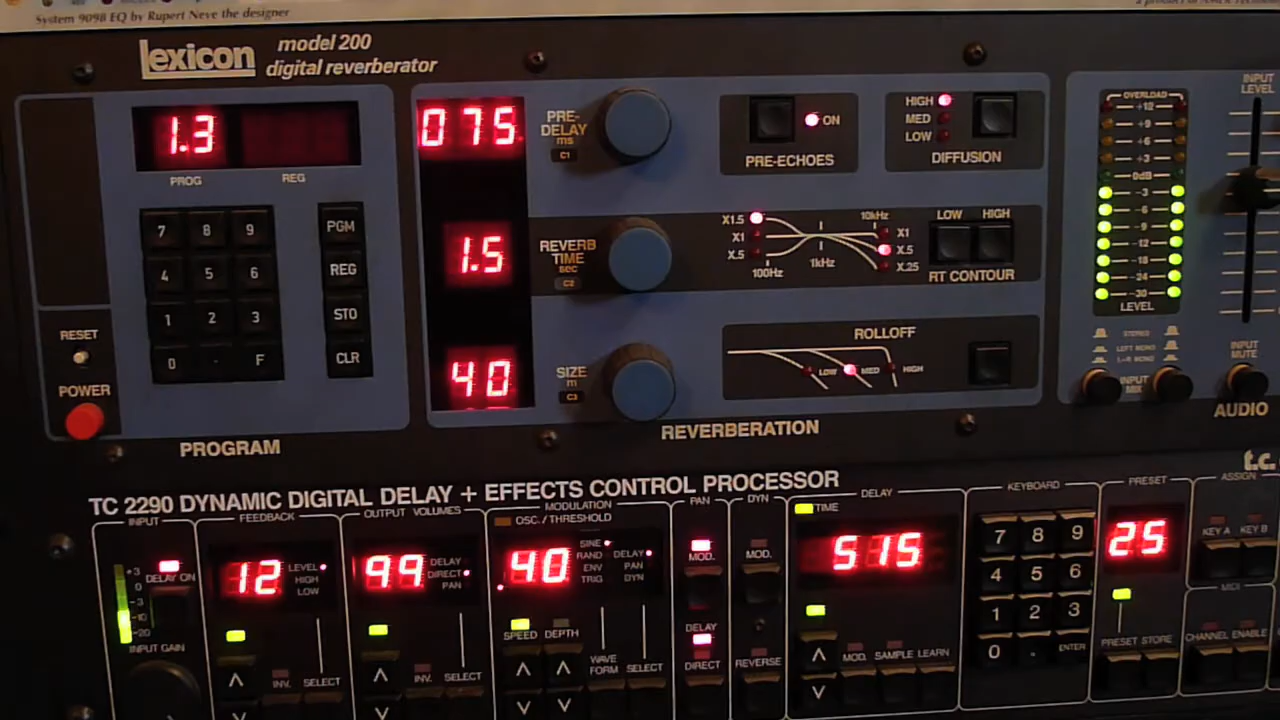 System 9098 EQ by Rupert Neve the designer
lexicon model 200 digital reverberator
1.3
PROG REG
7 8 9 PGM
4 5 6 REG
1 2 3 STO
0 . F CLR
RESET
POWER
PROGRAM
075 PRE-DELAY ms C1
1.5 REVERB TIME sec C2
40 SIZE m C3
ON
PRE-ECHOES
HIGH
MED
LOW
DIFFUSION
X1.5
X1
X.5
100Hz
1kHz
10kHz
X1
X.5
X.25
LOW HIGH
RT CONTOUR
ROLLOFF
LOW MED HIGH
REVERBERATION
OVERLOAD
+12
+9
+6
+3
0dB
-3
-6
-9
-12
-18
-24
-30
LEVEL
STEREO
LEFT MONO
L+R MONO
INPUT MIX
INPUT LEVEL
INPUT MUTE
AUDIO
t.c.
TC 2290 DYNAMIC DIGITAL DELAY + EFFECTS CONTROL PROCESSOR
INPUT
DELAY ON
+3
0
-3
-10
-20
INPUT GAIN
FEEDBACK
12
LEVEL
HIGH
LOW
INV. SELECT
OUTPUT VOLUMES
99
DELAY
DIRECT
PAN
INV. SELECT
MODULATION
OSC. / THRESHOLD
40
SINE
RAND
ENV
TRIG
DELAY
PAN
DYN
SPEED DEPTH
WAVE FORM
SELECT
PAN
MOD.
DELAY
DIRECT
DYN
MOD.
REVERSE
DELAY
TIME
515
MOD. SAMPLE LEARN
KEYBOARD
7 8 9
4 5 6
1 2 3
0 . ENTER
PRESET
25
PRESET STORE
ASSIGN
KEY A KEY B
MIDI
CHANNEL ENABLE